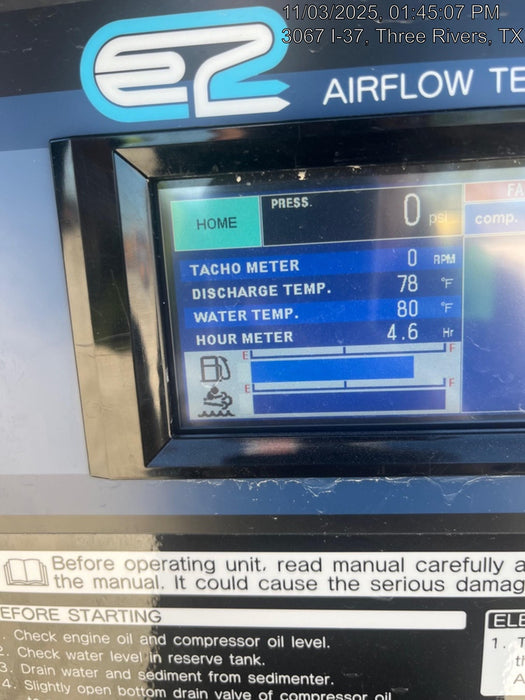 11/03/2025, 01:45:07 PM
3067 I-37, Three Rivers, TX
AIRFLOW TE
HOME
PRESS. 0 psi
FA
comp.
TACHO METER 0 RPM
DISCHARGE TEMP. 78 °F
WATER TEMP. 80 °F
HOUR METER 4.6 Hr
E F
E F
Before operating unit, read manual carefully a
the manual. It could cause the serious damag
EFORE STARTING
. Check engine oil and compressor oil level.
2. Check water level in reserve tank.
3. Drain water and sediment from sedimenter.
4. Slightly open bottom drain valve of compressor oil
ELE
1. T
th
A